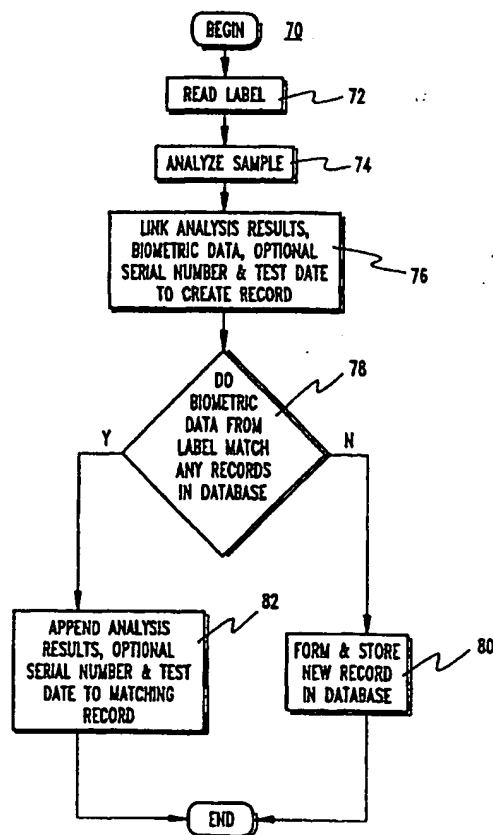 BEGIN
70
READ LABEL
72
ANALYZE SAMPLE
74
LINK ANALYSIS RESULTS,
BIOMETRIC DATA, OPTIONAL
SERIAL NUMBER & TEST DATE
TO CREATE RECORD
76
DO
BIOMETRIC
DATA FROM
LABEL MATCH
ANY RECORDS
IN DATABASE
78
Y
N
APPEND ANALYSIS
RESULTS, OPTIONAL
SERIAL NUMBER & TEST
DATE TO MATCHING
RECORD
82
FORM & STORE
NEW RECORD
IN DATABASE
80
END